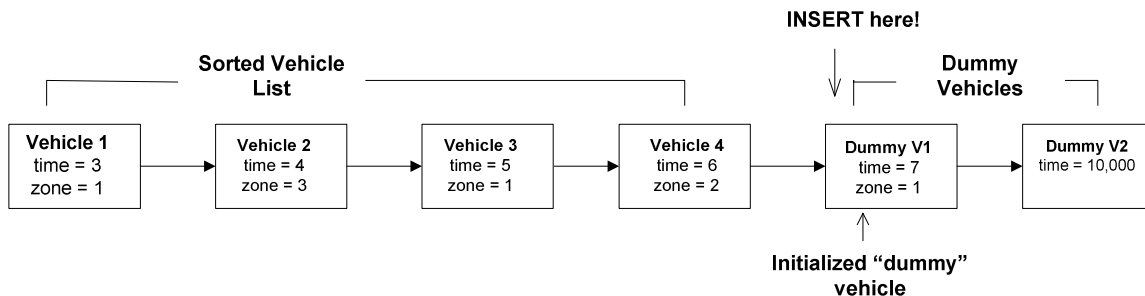 INSERT here!
Sorted Vehicle
List
Dummy
Vehicles
Vehicle 1
time = 3
zone = 1
Vehicle 2
time = 4
zone = 3
Vehicle 3
time = 5
zone = 1
Vehicle 4
time = 6
zone = 2
Dummy V1
time = 7
zone = 1
Dummy V2
time = 10,000
Initialized “dummy”
vehicle